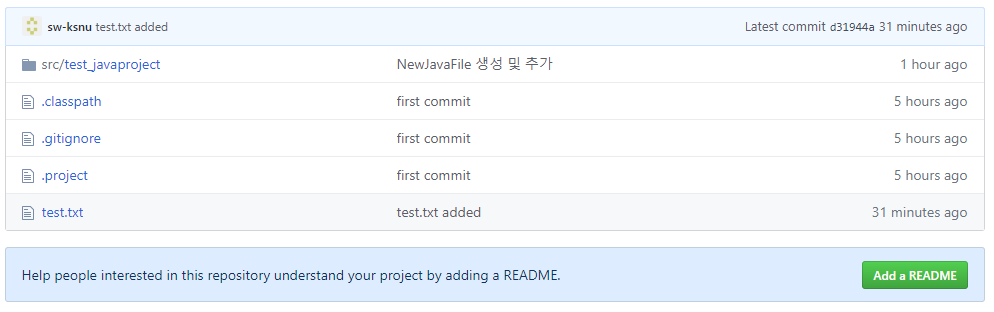 sw-ksnu test.txt added Latest commit d31944a 31 minutes ago
src/test_javaproject NewJavaFile 생성 및 추가 1 hour ago
.classpath first commit 5 hours ago
.gitignore first commit 5 hours ago
.project first commit 5 hours ago
test.txt test.txt added 31 minutes ago
Help people interested in this repository understand your project by adding a README. Add a README